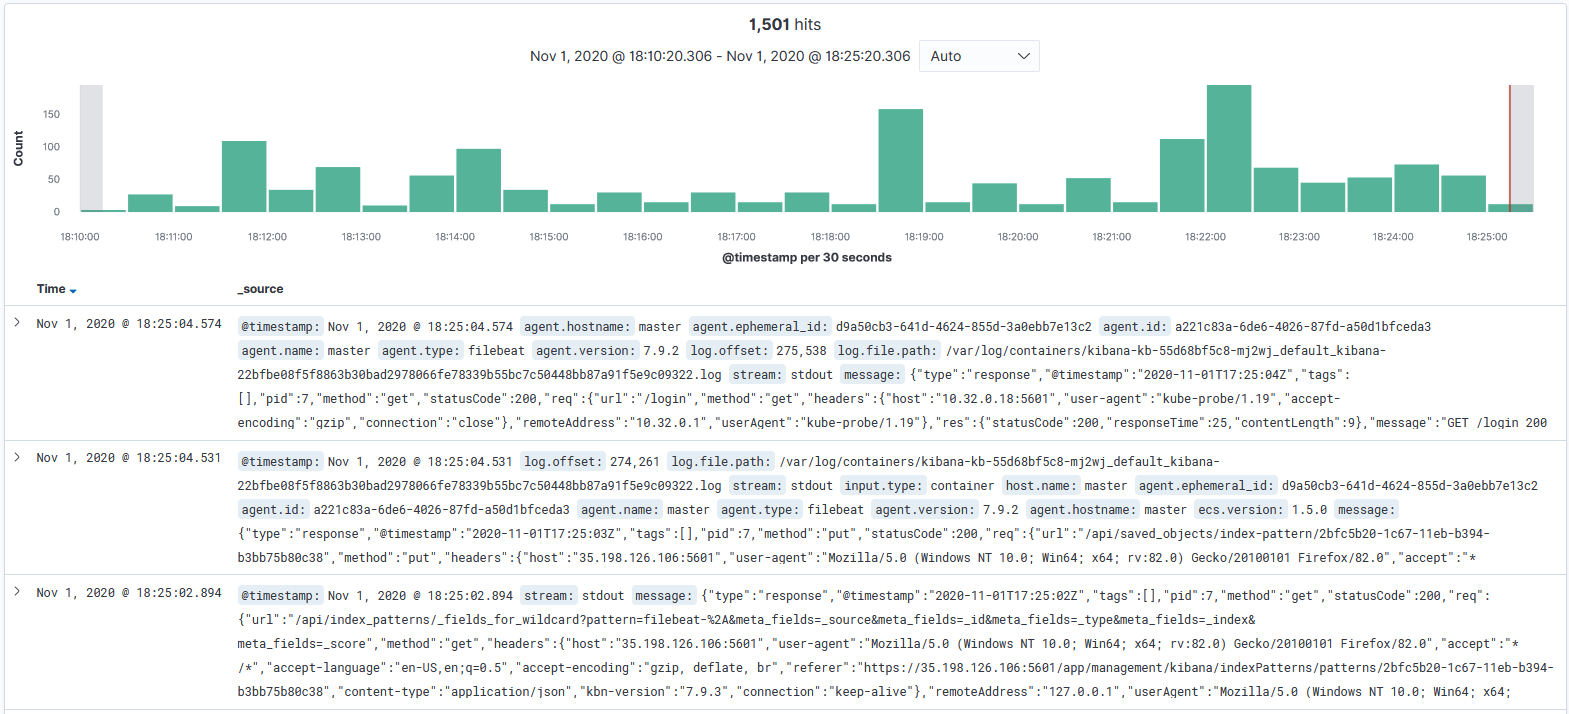 1,501 hits
Nov 1, 2020 @ 18:10:20.306 - Nov 1, 2020 @ 18:25:20.306 Auto
Count
150
100
50
0
18:10:00 18:11:00 18:12:00 18:13:00 18:14:00 18:15:00 18:16:00 18:17:00 18:18:00 18:19:00 18:20:00 18:21:00 18:22:00 18:23:00 18:24:00 18:25:00
@timestamp per 30 seconds
Time _source
Nov 1, 2020 @ 18:25:04.574 @timestamp: Nov 1, 2020 @ 18:25:04.574 agent.hostname: master agent.ephemeral_id: d9a50cb3-641d-4624-855d-3a0ebb7e13c2 agent.id: a221c83a-6de6-4026-87fd-a50d1bfceda3
agent.name: master agent.type: filebeat agent.version: 7.9.2 log.offset: 275,538 log.file.path: /var/log/containers/kibana-kb-55d68bf5c8-mj2wj_default_kibana-
22bfbe08f5f8863b30bad2978066fe78339b55bc7c50448bb87a91f5e9c09322.log stream: stdout message: {"type":"response","@timestamp":"2020-11-01T17:25:04Z","tags":
[],"pid":7,"method":"get","statusCode":200,"req":{"url":"/login","method":"get","headers":{"host":"10.32.0.18:5601","user-agent":"kube-probe/1.19","accept-
encoding":"gzip","connection":"close"},"remoteAddress":"10.32.0.1","userAgent":"kube-probe/1.19"},"res":{"statusCode":200,"responseTime":25,"contentLength":9},"message":"GET /login 200
Nov 1, 2020 @ 18:25:04.531 @timestamp: Nov 1, 2020 @ 18:25:04.531 log.offset: 274,261 log.file.path: /var/log/containers/kibana-kb-55d68bf5c8-mj2wj_default_kibana-
22bfbe08f5f8863b30bad2978066fe78339b55bc7c50448bb87a91f5e9c09322.log stream: stdout input.type: container host.name: master agent.ephemeral_id: d9a50cb3-641d-4624-855d-3a0ebb7e13c2
agent.id: a221c83a-6de6-4026-87fd-a50d1bfceda3 agent.name: master agent.type: filebeat agent.version: 7.9.2 agent.hostname: master ecs.version: 1.5.0 message:
{"type":"response","@timestamp":"2020-11-01T17:25:03Z","tags":[],"pid":7,"method":"put","statusCode":200,"req":{"url":"/api/saved_objects/index-pattern/2bfc5b20-1c67-11eb-b394-
b3bb75b80c38","method":"put","headers":{"host":"35.198.126.106:5601","user-agent":"Mozilla/5.0 (Windows NT 10.0; Win64; x64; rv:82.0) Gecko/20100101 Firefox/82.0","accept":"*
Nov 1, 2020 @ 18:25:02.894 @timestamp: Nov 1, 2020 @ 18:25:02.894 stream: stdout message: {"type":"response","@timestamp":"2020-11-01T17:25:02Z","tags":[],"pid":7,"method":"get","statusCode":200,"req":
{"url":"/api/index_patterns/_fields_for_wildcard?pattern=filebeat-%2A&meta_fields=_source&meta_fields=_id&meta_fields=_type&meta_fields=_index&
meta_fields=_score","method":"get","headers":{"host":"35.198.126.106:5601","user-agent":"Mozilla/5.0 (Windows NT 10.0; Win64; x64; rv:82.0) Gecko/20100101 Firefox/82.0","accept":"*
/*","accept-language":"en-US,en;q=0.5","accept-encoding":"gzip, deflate, br","referer":"https://35.198.126.106:5601/app/management/kibana/indexPatterns/patterns/2bfc5b20-1c67-11eb-b394-
b3bb75b80c38","content-type":"application/json","kbn-version":"7.9.3","connection":"keep-alive"},"remoteAddress":"127.0.0.1","userAgent":"Mozilla/5.0 (Windows NT 10.0; Win64; x64;